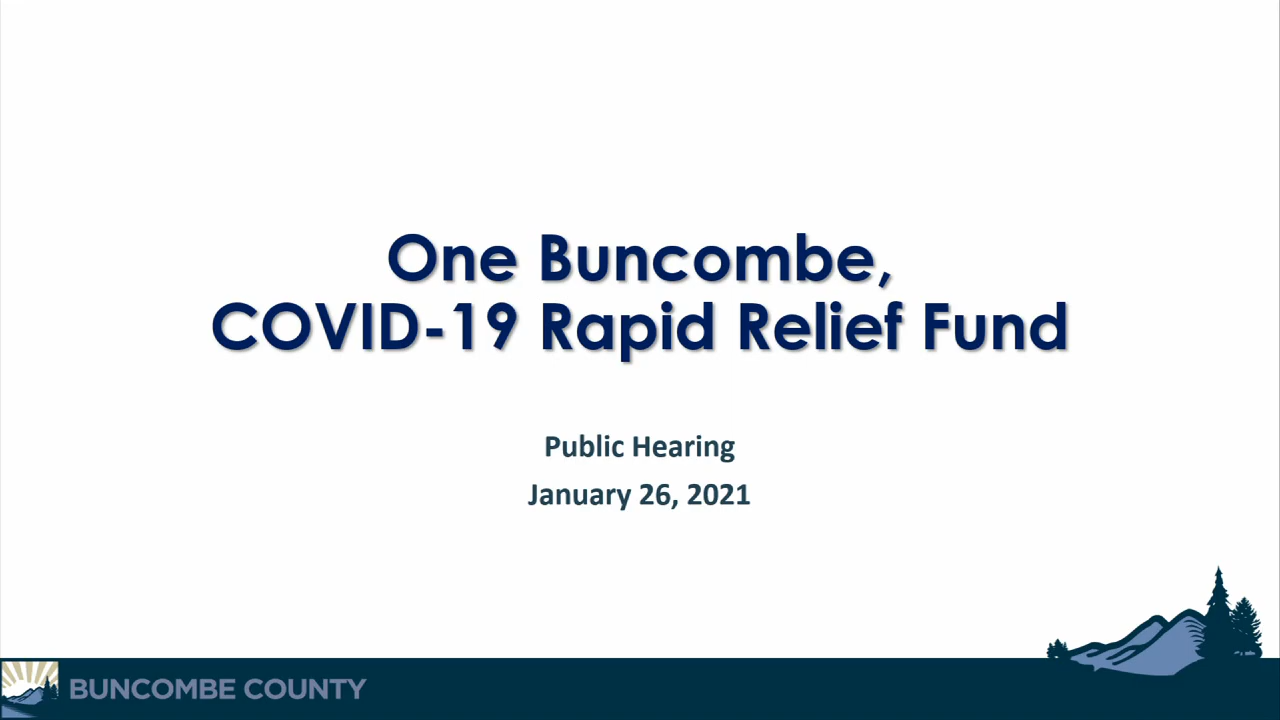 One Buncombe,
COVID-19 Rapid Relief Fund
Public Hearing
January 26, 2021
BUNCOMBE COUNTY